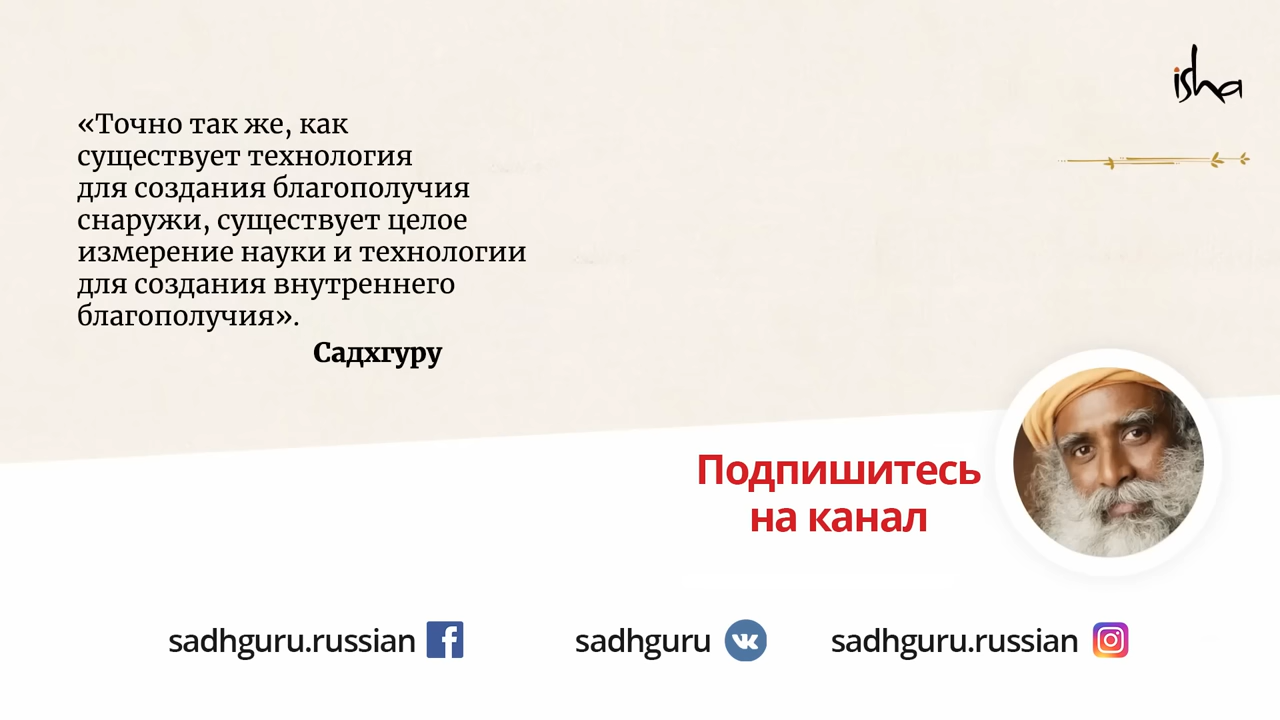 isha
«Точно так же, как
существует технология
для создания благополучия
снаружи, существует целое
измерение науки и технологии
для создания внутреннего
благополучия».
Садхгуру
Подпишитесь
на канал
sadhguru.russian
sadhguru
sadhguru.russian